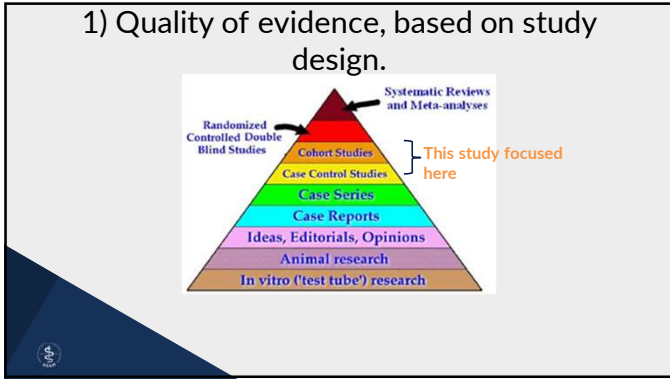 1) Quality of evidence, based on study
design.
Systematic Reviews
and Meta-analyses
Randomized
Controlled Double
Blind Studies
Cohort Studies
This study focused
here
Case Control Studies
Case Series
Case Reports
Ideas, Editorials, Opinions
Animal research
In vitro ('test tube') research